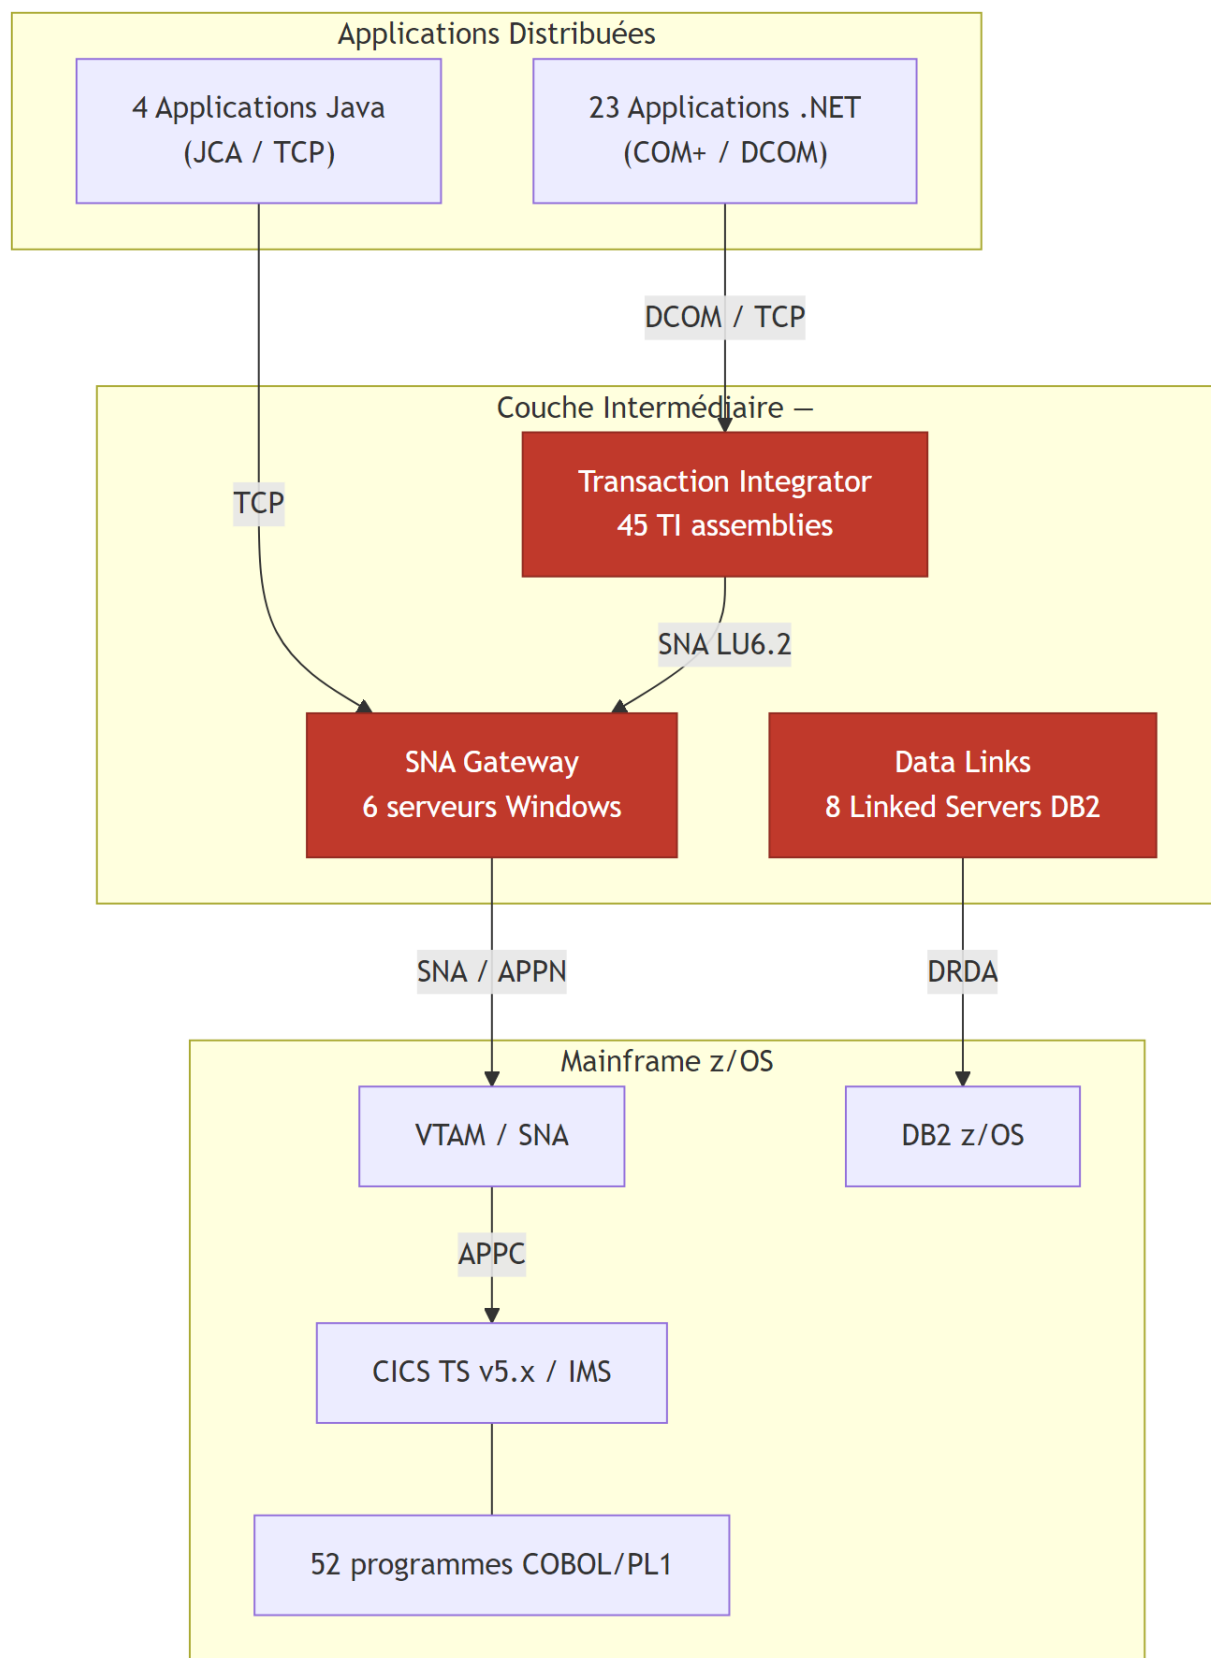 Applications Distribuées
4 Applications Java
(JCA / TCP)
23 Applications .NET
(COM+ / DCOM)
DCOM / TCP
Couche Intermédiaire —
Transaction Integrator
45 TI assemblies
TCP
SNA LU6.2
SNA Gateway
6 serveurs Windows
Data Links
8 Linked Servers DB2
SNA / APPN
DRDA
Mainframe z/OS
VTAM / SNA
DB2 z/OS
APPC
CICS TS v5.x / IMS
52 programmes COBOL/PL1